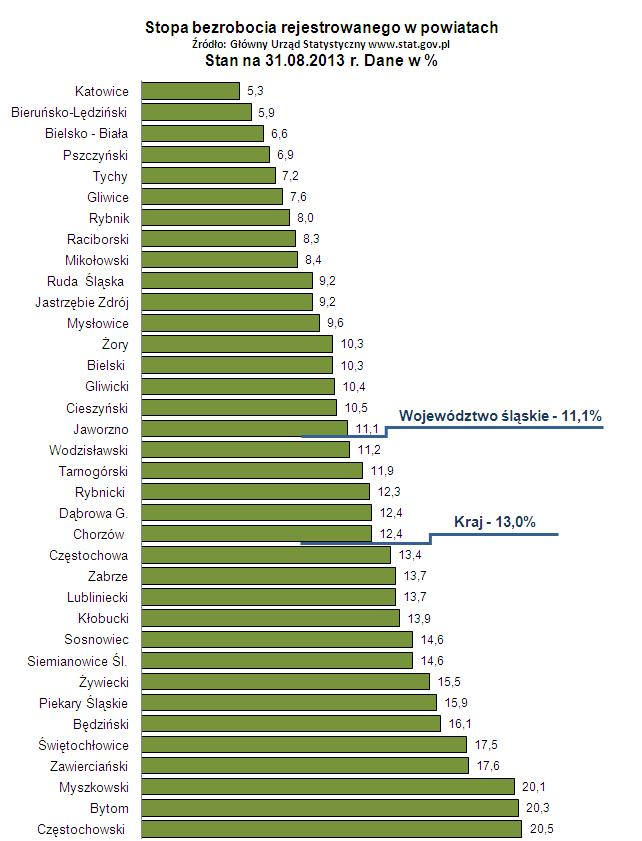 Stopa bezrobocia rejestrowanego w powiatach
Źródło: Główny Urząd Statystyczny www.stat.gov.pl
Stan na 31.08.2013 r. Dane w %
Katowice 5,3
Bieruńsko-Lędziński 5,9
Bielsko - Biała 6,6
Pszczyński 6,9
Tychy 7,2
Gliwice 7,6
Rybnik 8,0
Raciborski 8,3
Mikołowski 8,4
Ruda Śląska 9,2
Jastrzębie Zdrój 9,2
Mysłowice 9,6
Żory 10,3
Bielski 10,3
Gliwicki 10,4
Cieszyński 10,5
Województwo śląskie - 11,1%
Jaworzno 11,1
Wodzisławski 11,2
Tarnogórski 11,9
Rybnicki 12,3
Dąbrowa G. 12,4
Kraj - 13,0%
Chorzów 12,4
Częstochowa 13,4
Zabrze 13,7
Lubliniecki 13,7
Kłobucki 13,9
Sosnowiec 14,6
Siemianowice Śl. 14,6
Żywiecki 15,5
Piekary Śląskie 15,9
Będziński 16,1
Świętochłowice 17,5
Zawierciański 17,6
Myszkowski 20,1
Bytom 20,3
Częstochowski 20,5